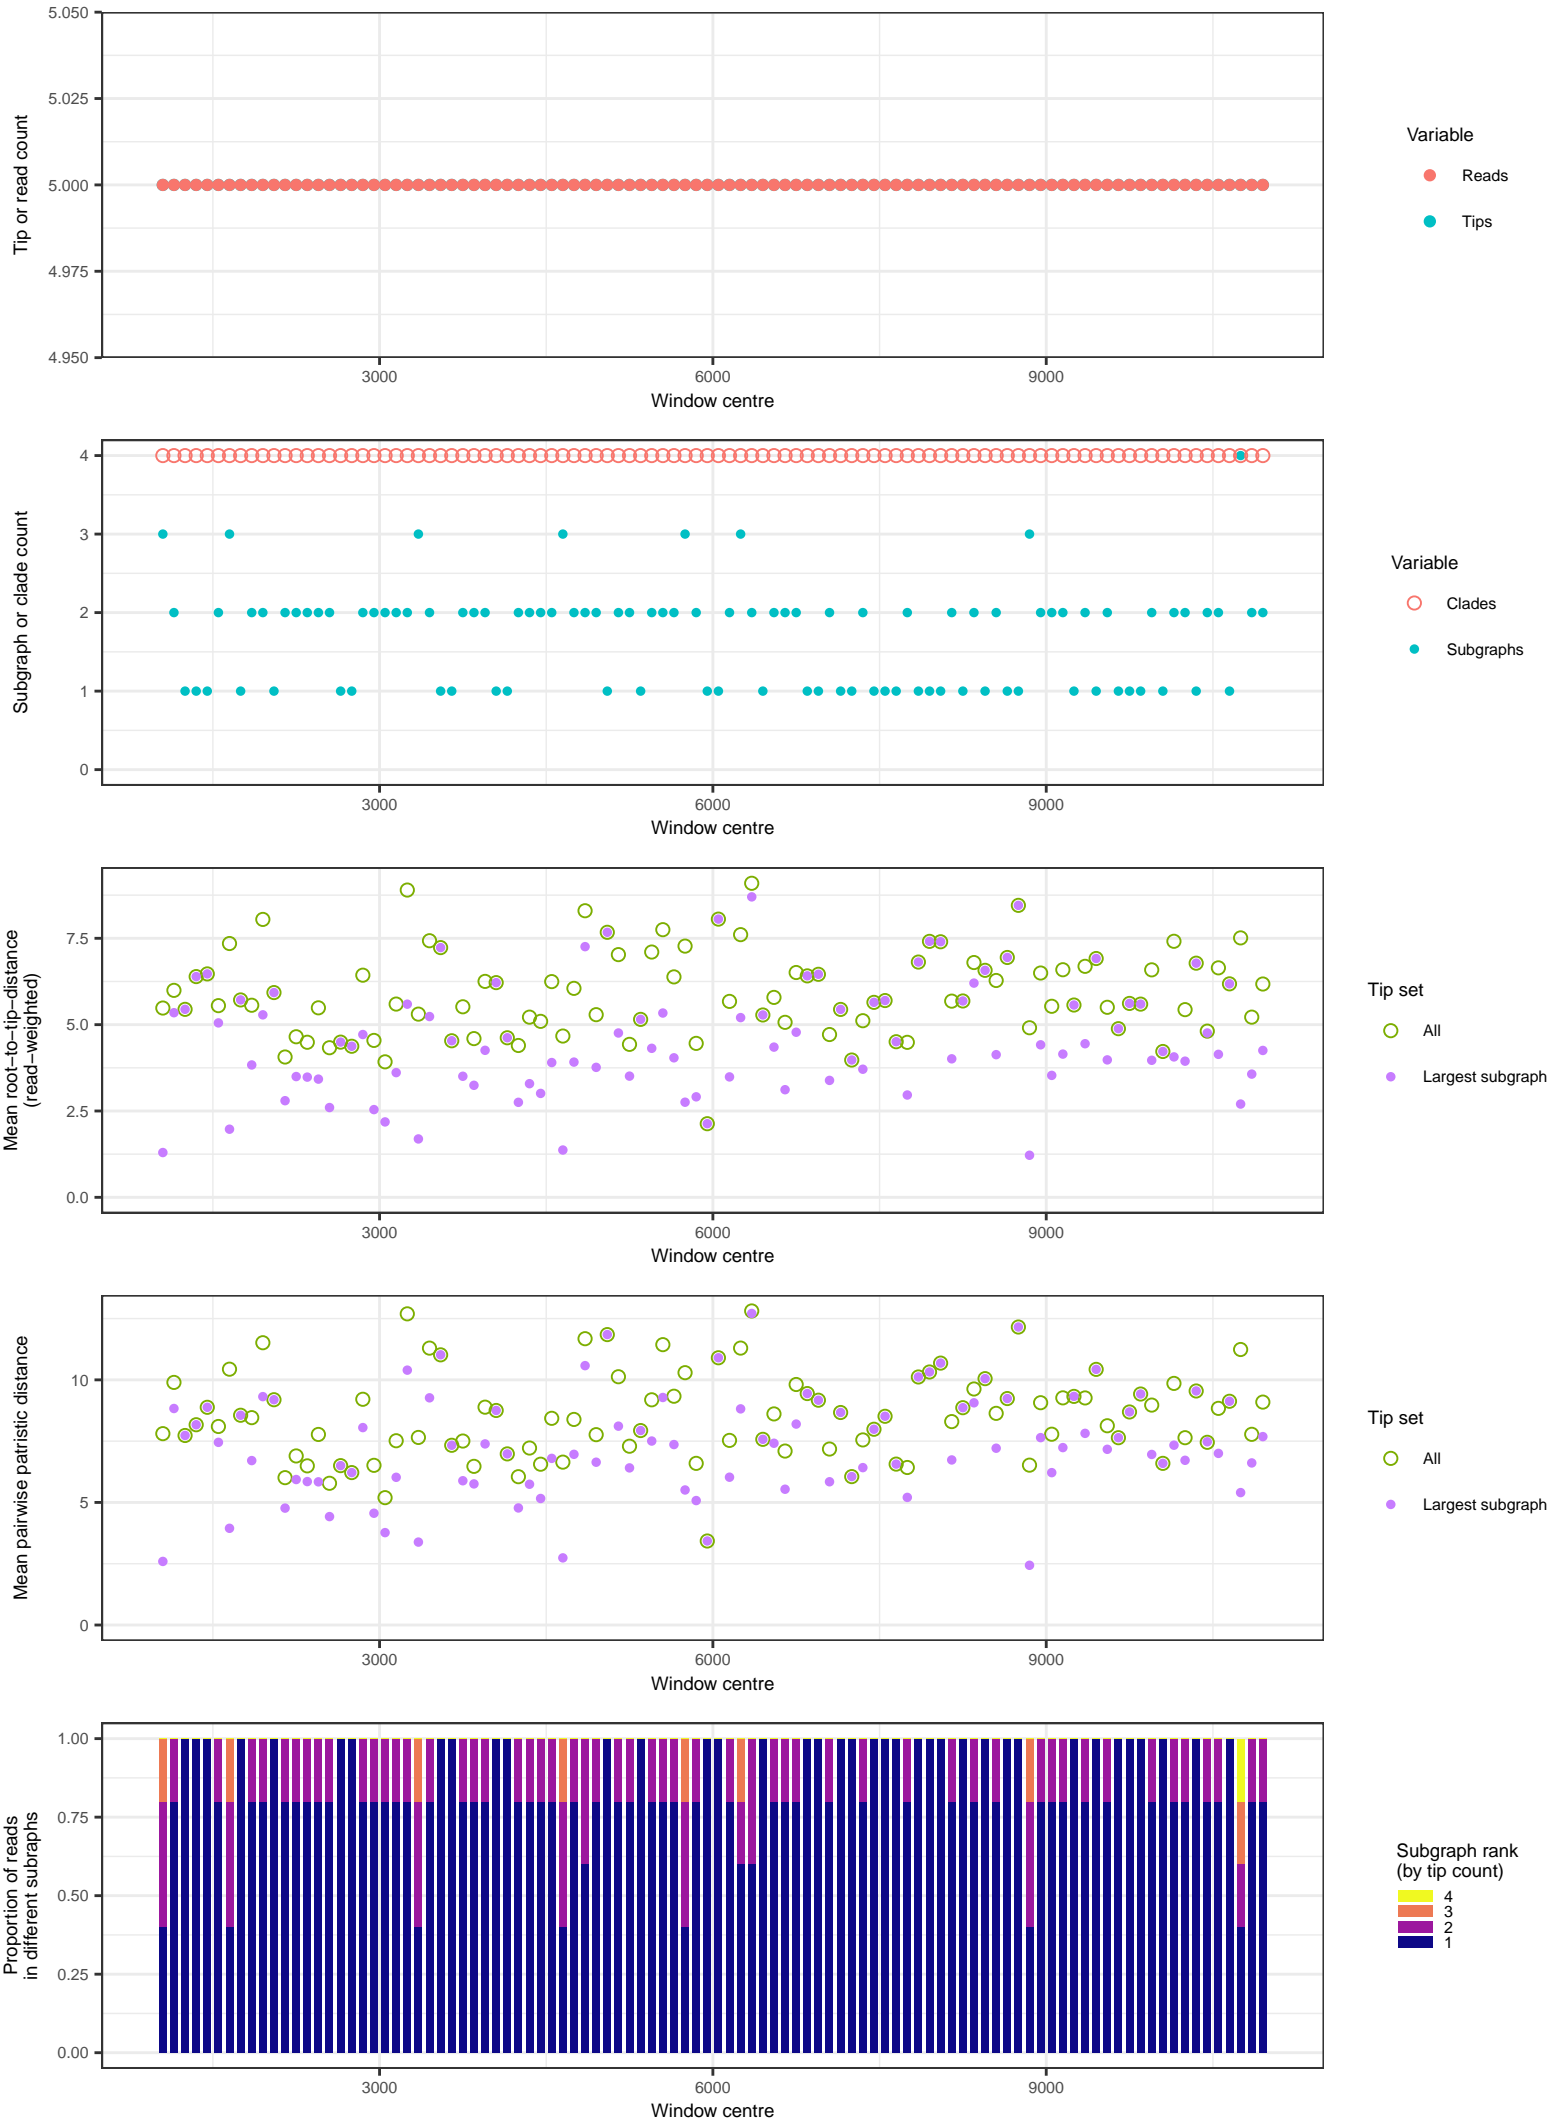 5.050
5.025
5.000
4.975
4.950
Tip or read count
3000 6000 9000
Window centre
Variable
Reads
Tips
4
3
2
1
0
Subgraph or clade count
3000 6000 9000
Window centre
Variable
Clades
Subgraphs
7.5
5.0
2.5
0.0
Mean root−to−tip−distance
(read−weighted)
3000 6000 9000
Window centre
Tip set
All
Largest subgraph
10
5
0
Mean pairwise patristic distance
3000 6000 9000
Window centre
Tip set
All
Largest subgraph
1.00
0.75
0.50
0.25
0.00
Proportion of reads
in different subraphs
3000 6000 9000
Window centre
Subgraph rank
(by tip count)
4
3
2
1